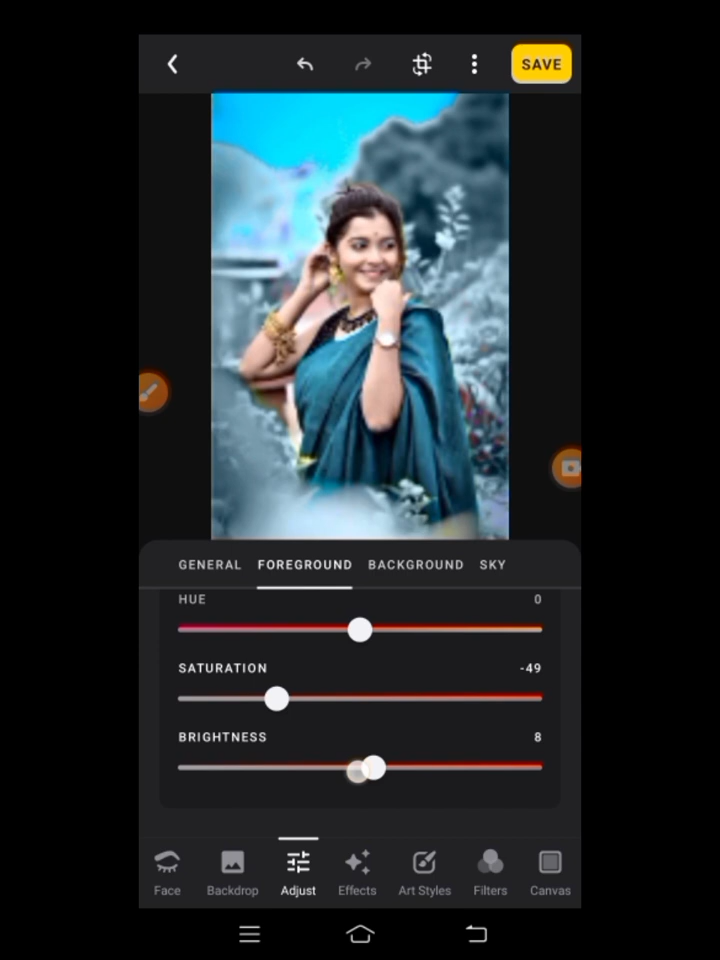 SAVE
GENERAL FOREGROUND BACKGROUND SKY
HUE 0
SATURATION -49
BRIGHTNESS 8
Face Backdrop Adjust Effects Art Styles Filters Canvas